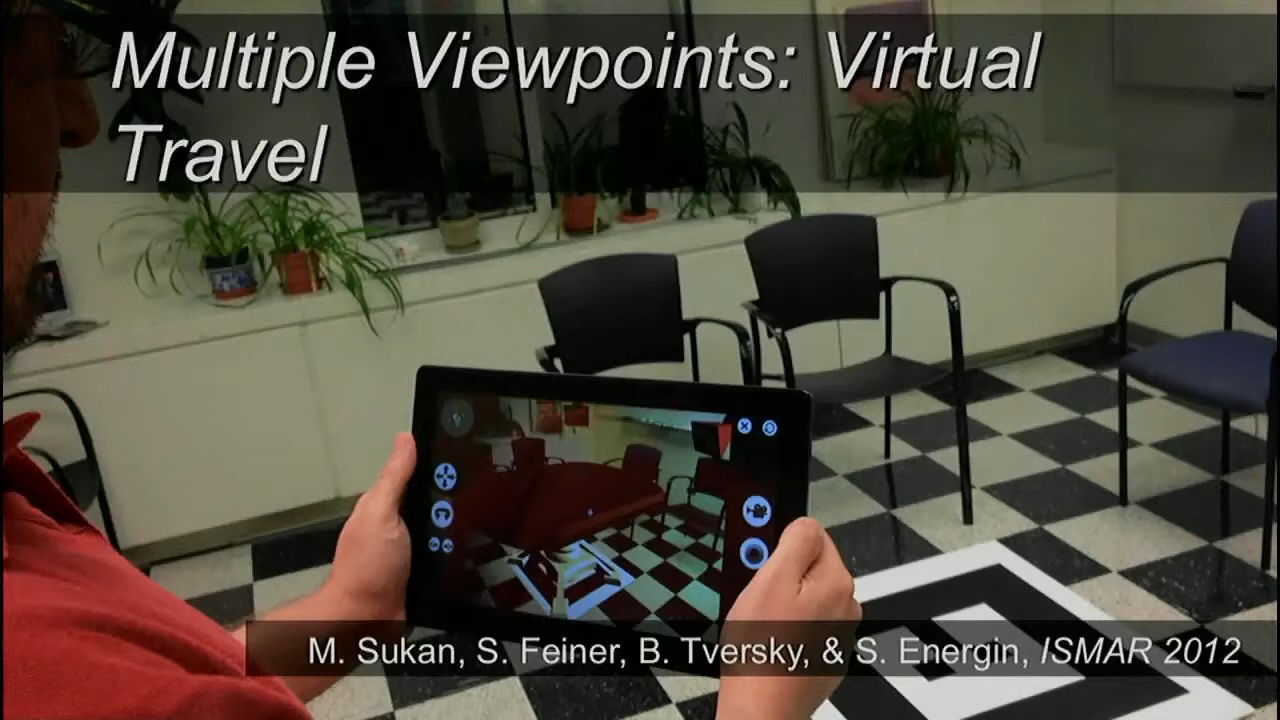 Multiple Viewpoints: Virtual
Travel
M. Sukan, S. Feiner, B. Tversky, & S. Energin, ISMAR 2012